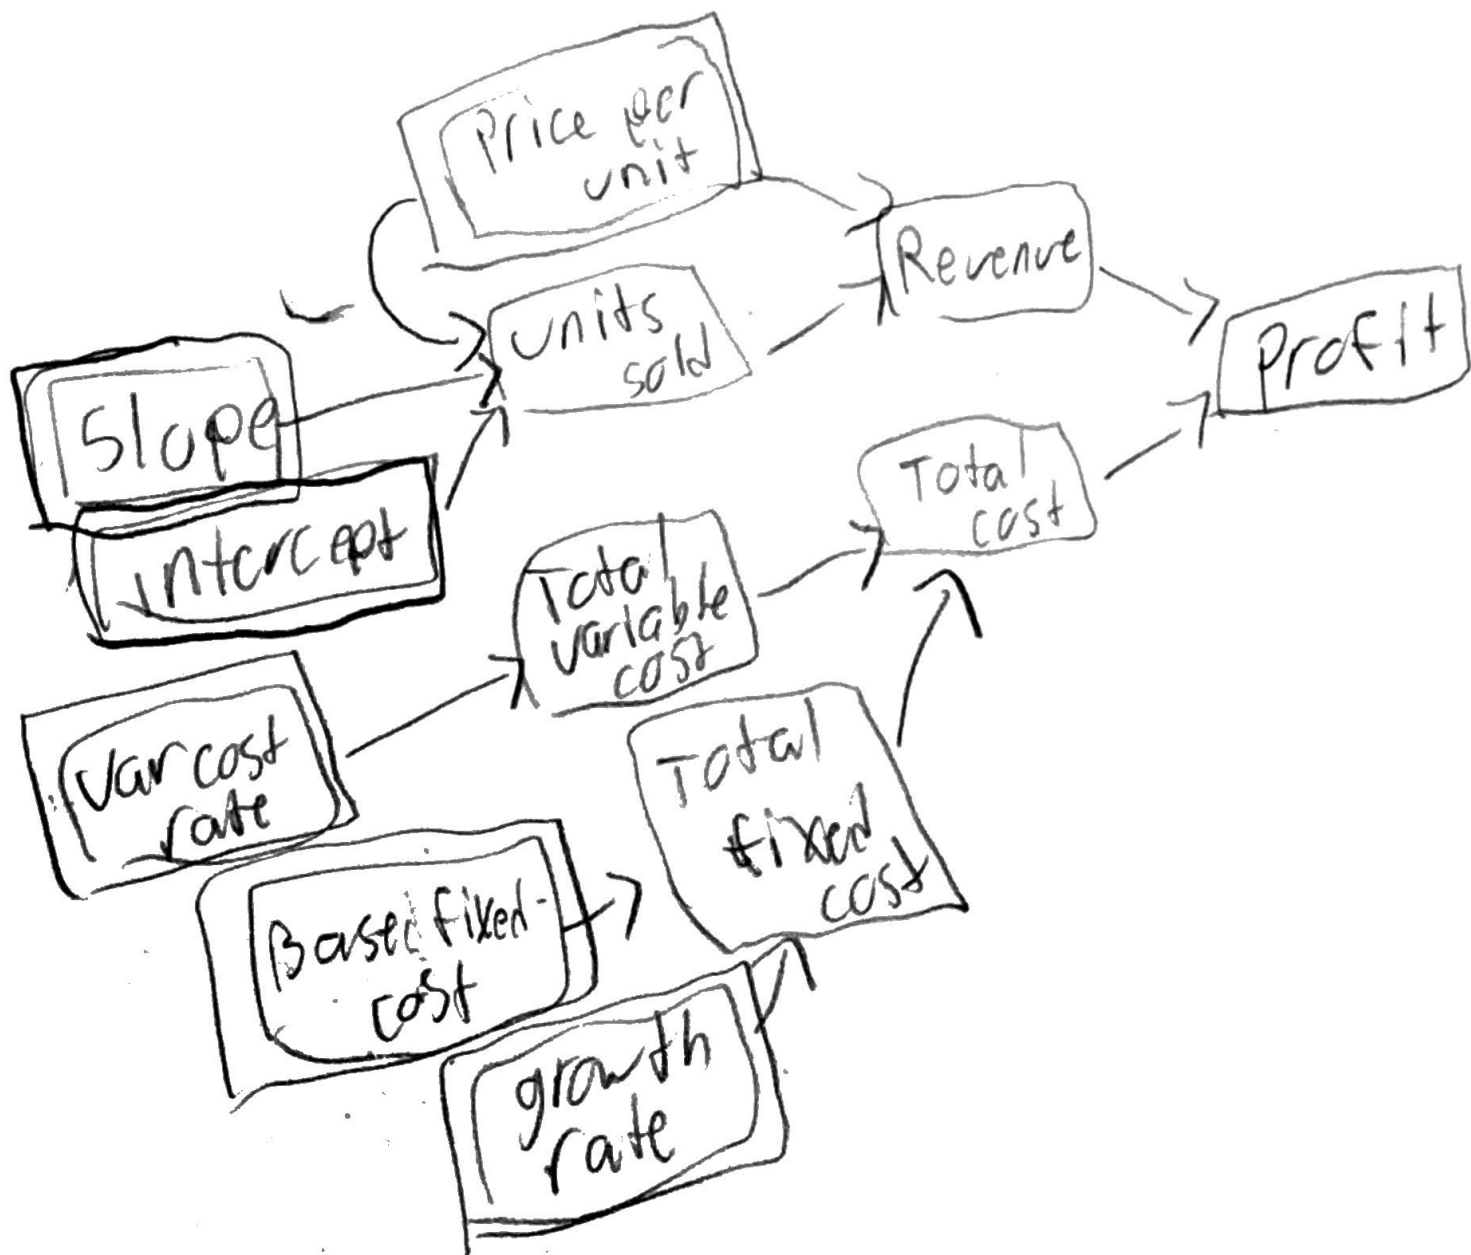 Price per
unit
Revenue
units
sold
Profit
Slope
intercept
Total
cost
Total
variable
cost
var cost
rate
Total
fixed
cost
Base fixed
cost
growth
rate